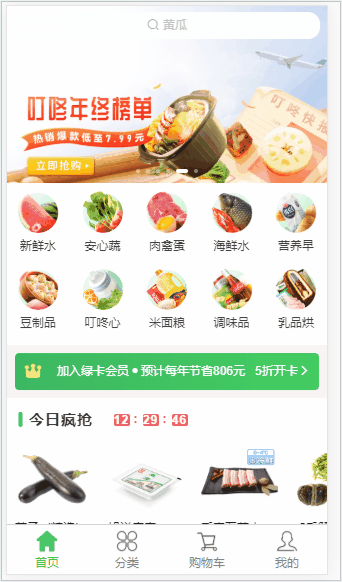 黄瓜
叮咚年终榜单
叮咚快报
热销爆款低至7.99元
立即抢购
新鲜水 安心蔬 肉禽蛋 海鲜水 营养早
豆制品 叮咚心 米面粮 调味品 乳品烘
加入绿卡会员 • 预计每年节省806元 5折开卡 >
今日疯抢 12 : 29 : 46
首页 分类 购物车 我的